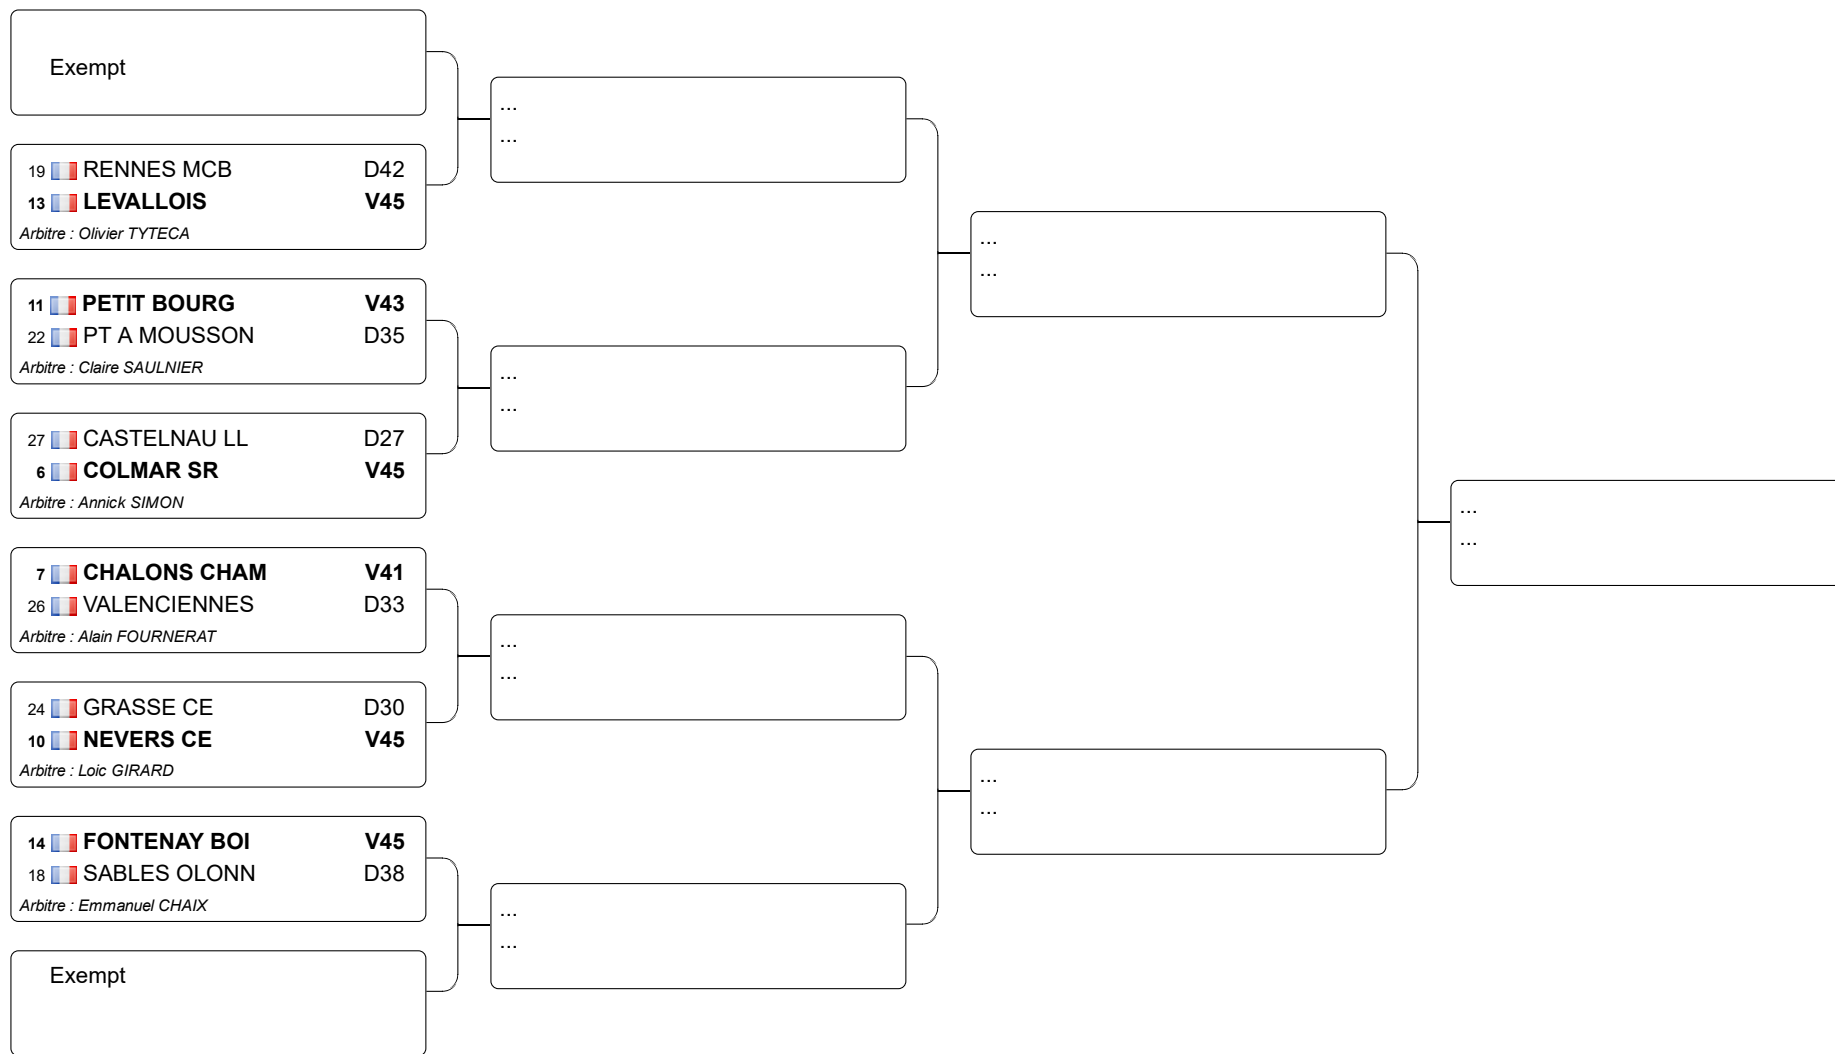 Exempt
19 RENNES MCB D42
13 LEVALLOIS V45
Arbitre : Olivier TYTECA
11 PETIT BOURG V43
22 PT A MOUSSON D35
Arbitre : Claire SAULNIER
27 CASTELNAU LL D27
6 COLMAR SR V45
Arbitre : Annick SIMON
7 CHALONS CHAM V41
26 VALENCIENNES D33
Arbitre : Alain FOURNERAT
24 GRASSE CE D30
10 NEVERS CE V45
Arbitre : Loic GIRARD
14 FONTENAY BOI V45
18 SABLES OLONN D38
Arbitre : Emmanuel CHAIX
Exempt
...
...
...
...
...
...
...
...
...
...
...
...
...
...